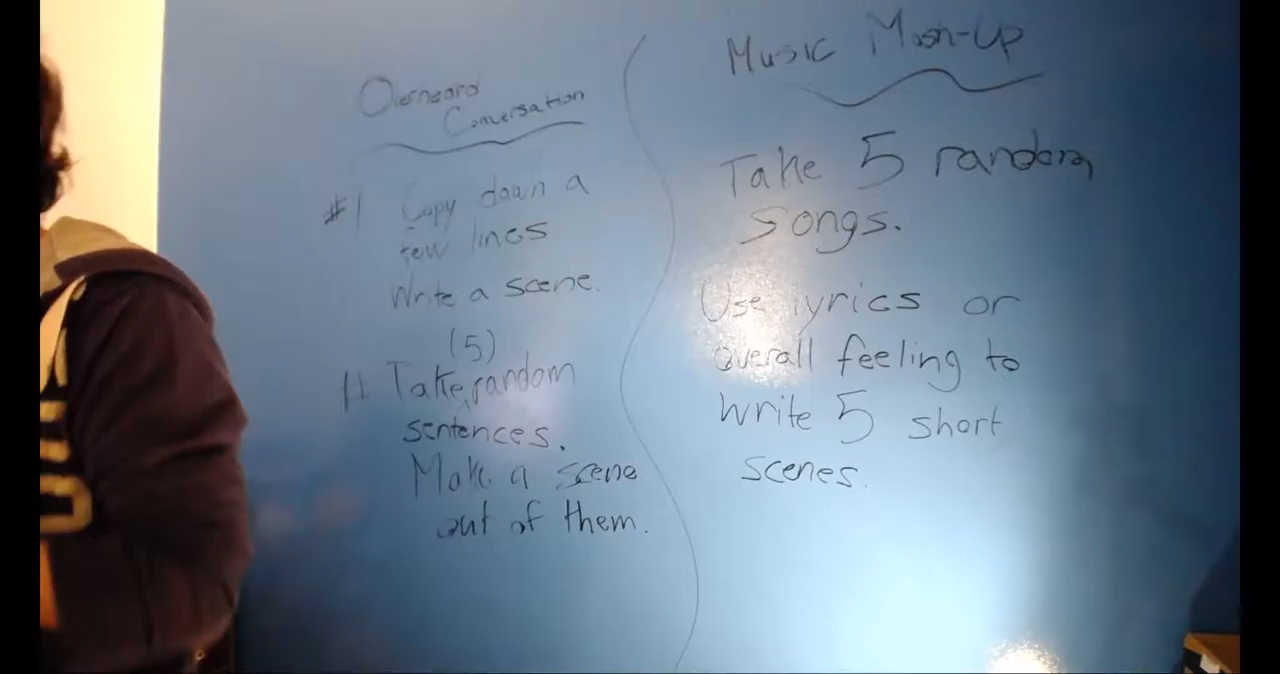 Overheard
Conversation
#1 Copy down a
few lines
Write a scene.
(5)
# Take ‸ random
sentences.
Make a scene
out of them.
Music Mash-Up
Take 5 random
songs.
Use lyrics or
overall feeling to
write 5 short
scenes.